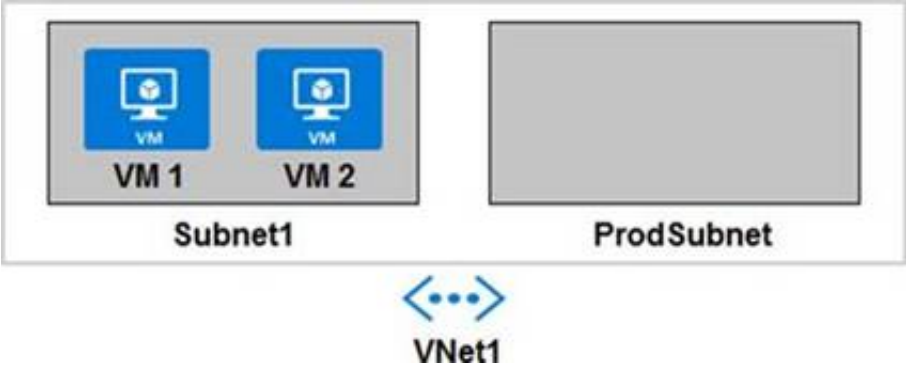 VM
VM
VM 1
VM 2
Subnet1
ProdSubnet
VNet1